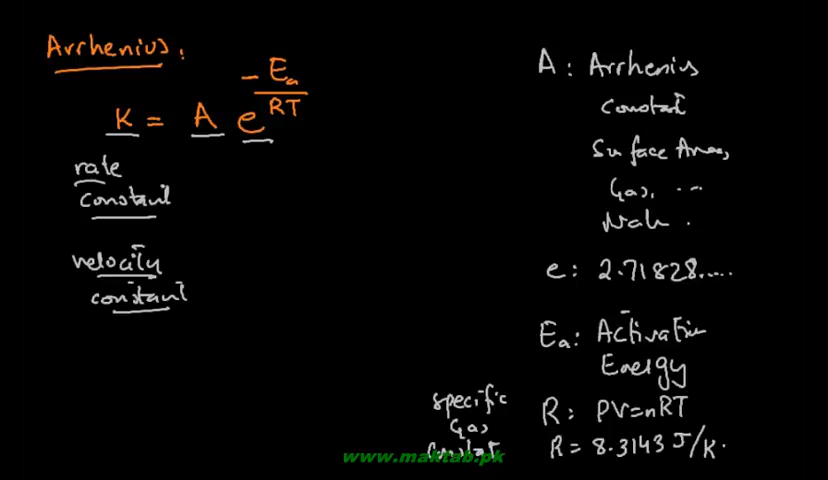 Arrhenius:
K = A e^(-Ea/RT)
rate
Constant
velocity
constant
A: Arrhenius
Constant
Surface Area,
Gas, ...
e: 2.71828.....
Ea: Activation
Energy
specific
Gas
Constat
R: PV=nRT
R = 8.3143 J/K.
www.maktab.pk